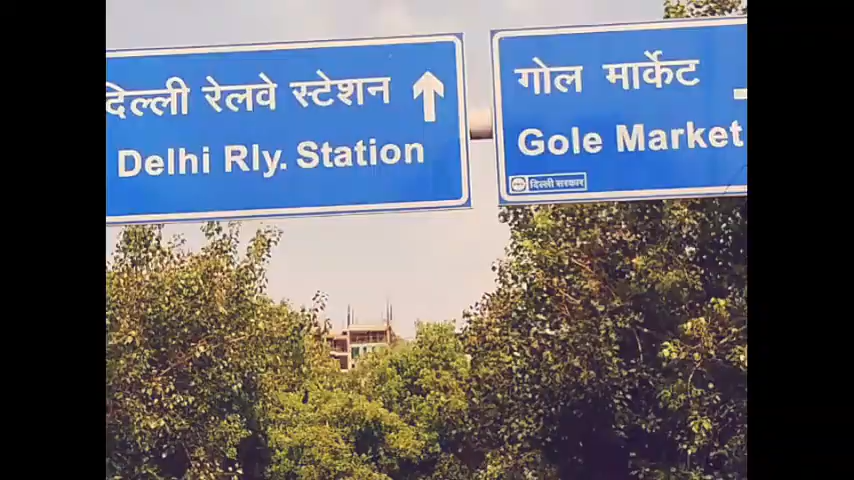 दिल्ली रेलवे स्टेशन
Delhi Rly. Station
गोल मार्केट
Gole Market
दिल्ली सरकार